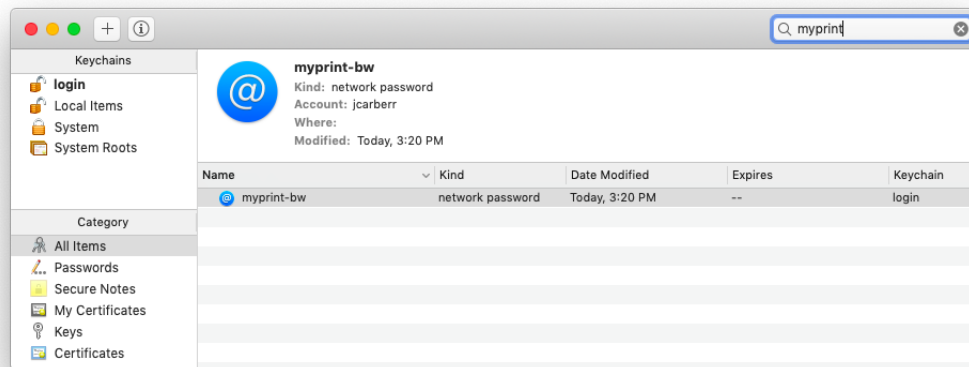 myprint
Keychains
login
Local Items
System
System Roots
myprint-bw
Kind: network password
Account: jcarberr
Where:
Modified: Today, 3:20 PM
Name Kind Date Modified Expires Keychain
myprint-bw network password Today, 3:20 PM -- login
Category
All Items
Passwords
Secure Notes
My Certificates
Keys
Certificates